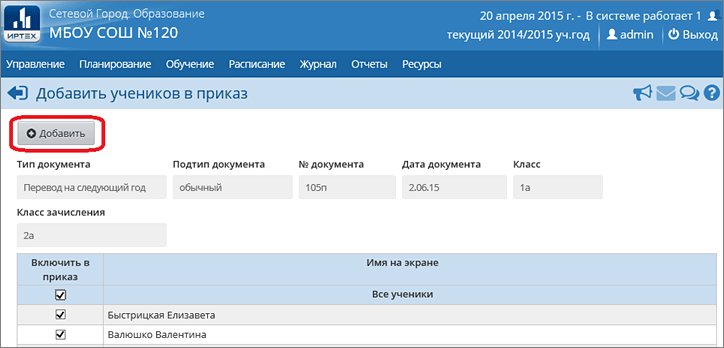 Сетевой Город. Образование
20 апреля 2015 г. - В системе работает 1
ИРТЕХ
МБОУ СОШ №120
текущий 2014/2015 уч.год
admin
Выход
Управление Планирование Обучение Расписание Журнал Отчеты Ресурсы
Добавить учеников в приказ
Добавить
Тип документа Подтип документа № документа Дата документа Класс
Перевод на следующий год обычный 105п 2.06.15 1а
Класс зачисления
2а
Включить в приказ Имя на экране
Все ученики
Быстрицкая Елизавета
Валюшко Валентина